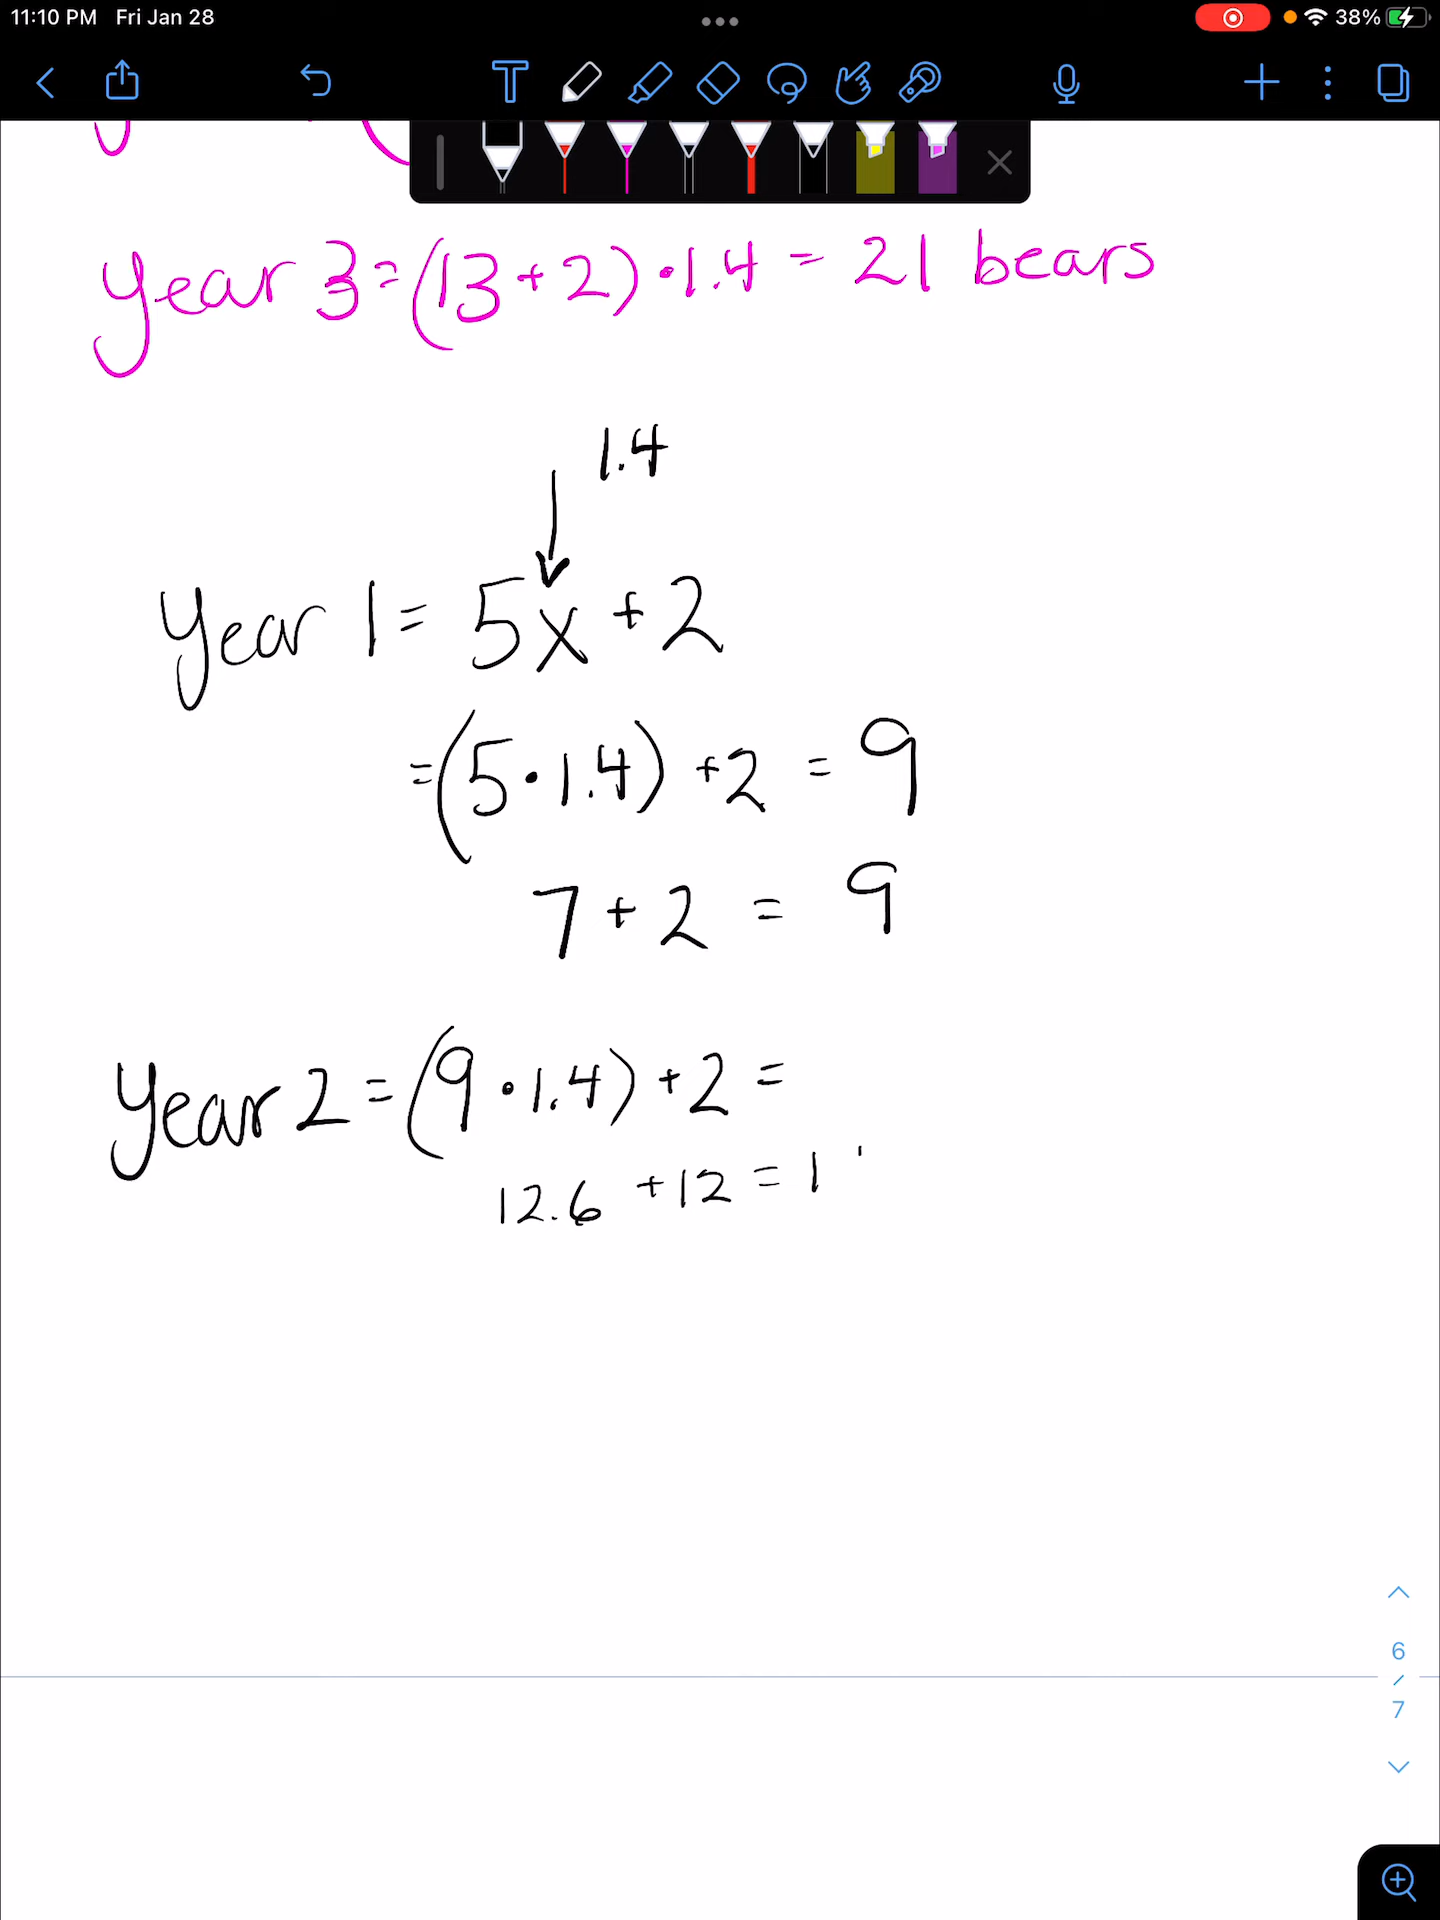 11:10 PM Fri Jan 28
38%
year 3=(13+2)·1.4 = 21 bears
1.4
Year 1= 5x+2
=(5·1.4)+2 = 9
7+2 = 9
Year 2=(9·1.4)+2=
12.6 +12=1
6
/
7